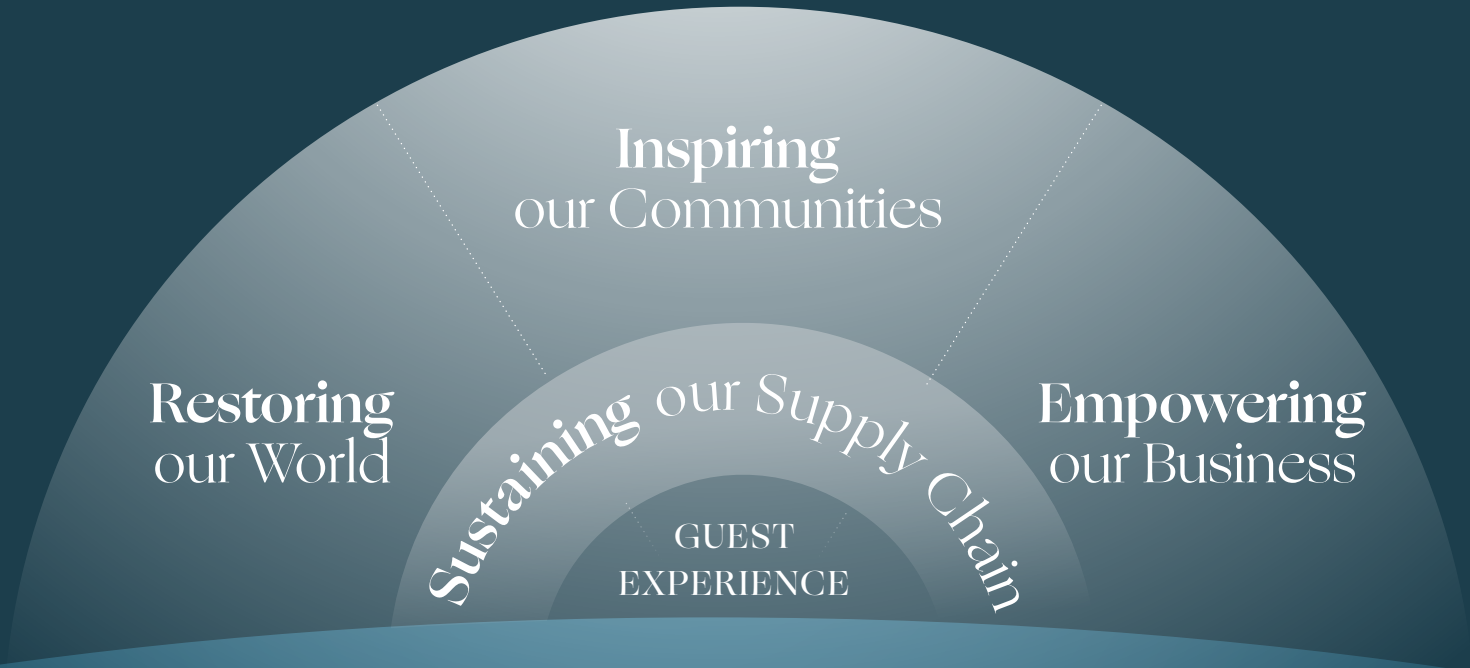 Inspiring
our Communities
Restoring
our World
Empowering
our Business
Sustaining our Supply Chain
GUEST
EXPERIENCE